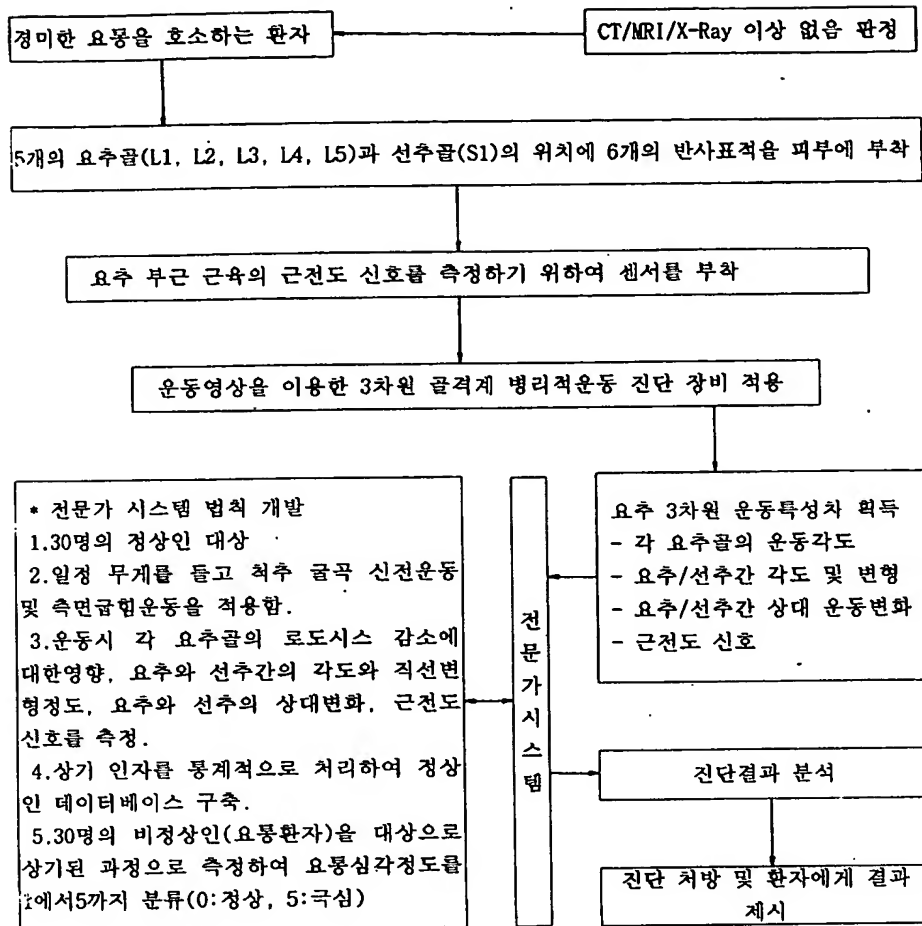 경미한 요통을 호소하는 환자
CT/MRI/X-Ray 이상 없음 판정
5개의 요추골(L1, L2, L3, L4, L5)과 선추골(S1)의 위치에 6개의 반사표적을 피부에 부착
요추 부근 근육의 근전도 신호를 측정하기 위하여 센서를 부착
운동영상을 이용한 3차원 골격계 병리적운동 진단 장비 적용
* 전문가 시스템 법칙 개발
1.30명의 정상인 대상
2.일정 무게를 들고 척추 굴곡 신전운동
및 측면굽힘운동을 적용함.
3.운동시 각 요추골의 로도시스 감소에
대한영향, 요추와 선추간의 각도와 직선변
형정도, 요추와 선추의 상대변화, 근전도
신호를 측정.
4.상기 인자를 통계적으로 처리하여 정상
인 데이터베이스 구축.
5.30명의 비정상인(요통환자)을 대상으로
상기된 과정으로 측정하여 요통심각정도를
에서5까지 분류(0:정상, 5:극심)
전
문
가
시
스
템
요추 3차원 운동특성차 획득
- 각 요추골의 운동각도
- 요추/선추간 각도 및 변형
- 요추/선추간 상대 운동변화
- 근전도 신호
진단결과 분석
진단 처방 및 환자에게 결과
제시